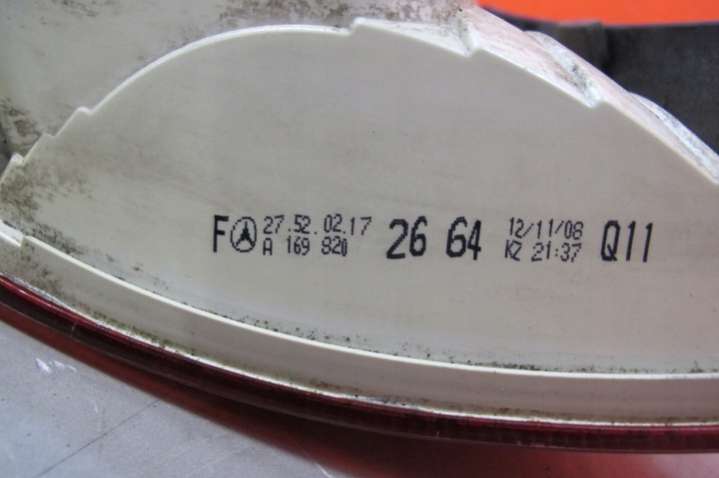 F 27.52.02.17
A 169 820 26 64
12/11/08
KZ 21:37 Q11